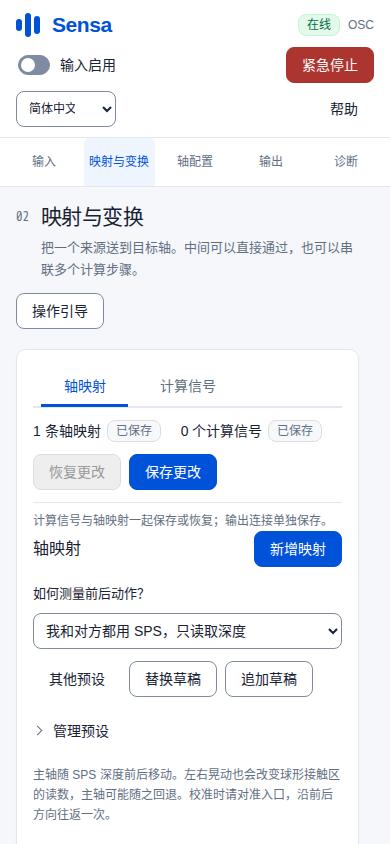 Sensa
在线 OSC
输入启用
紧急停止
简体中文
帮助
输入 映射与变换 轴配置 输出 诊断
02 映射与变换
把一个来源送到目标轴。中间可以直接通过，也可以串
联多个计算步骤。
操作引导
轴映射 计算信号
1 条轴映射 已保存 0 个计算信号 已保存
恢复更改 保存更改
计算信号与轴映射一起保存或恢复；输出连接单独保存。
轴映射
新增映射
如何测量前后动作？
我和对方都用 SPS，只读取深度
其他预设 替换草稿 追加草稿
管理预设
主轴随 SPS 深度前后移动。左右晃动也会改变球形接触区
的读数，主轴可能随之回退。校准时请对准入口，沿前后
方向往返一次。